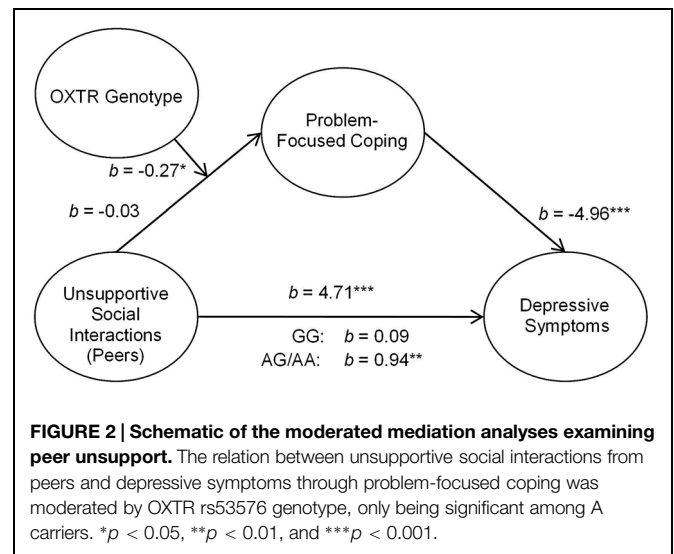 OXTR Genotype
Problem-
Focused Coping
b = -0.27*
b = -0.03
b = -4.96***
Unsupportive
Social
Interactions
(Peers)
b = 4.71***
GG: b = 0.09
AG/AA: b = 0.94**
Depressive
Symptoms
FIGURE 2 | Schematic of the moderated mediation analyses examining
peer unsupport. The relation between unsupportive social interactions from
peers and depressive symptoms through problem-focused coping was
moderated by OXTR rs53576 genotype, only being significant among A
carriers. *p < 0.05, **p < 0.01, and ***p < 0.001.